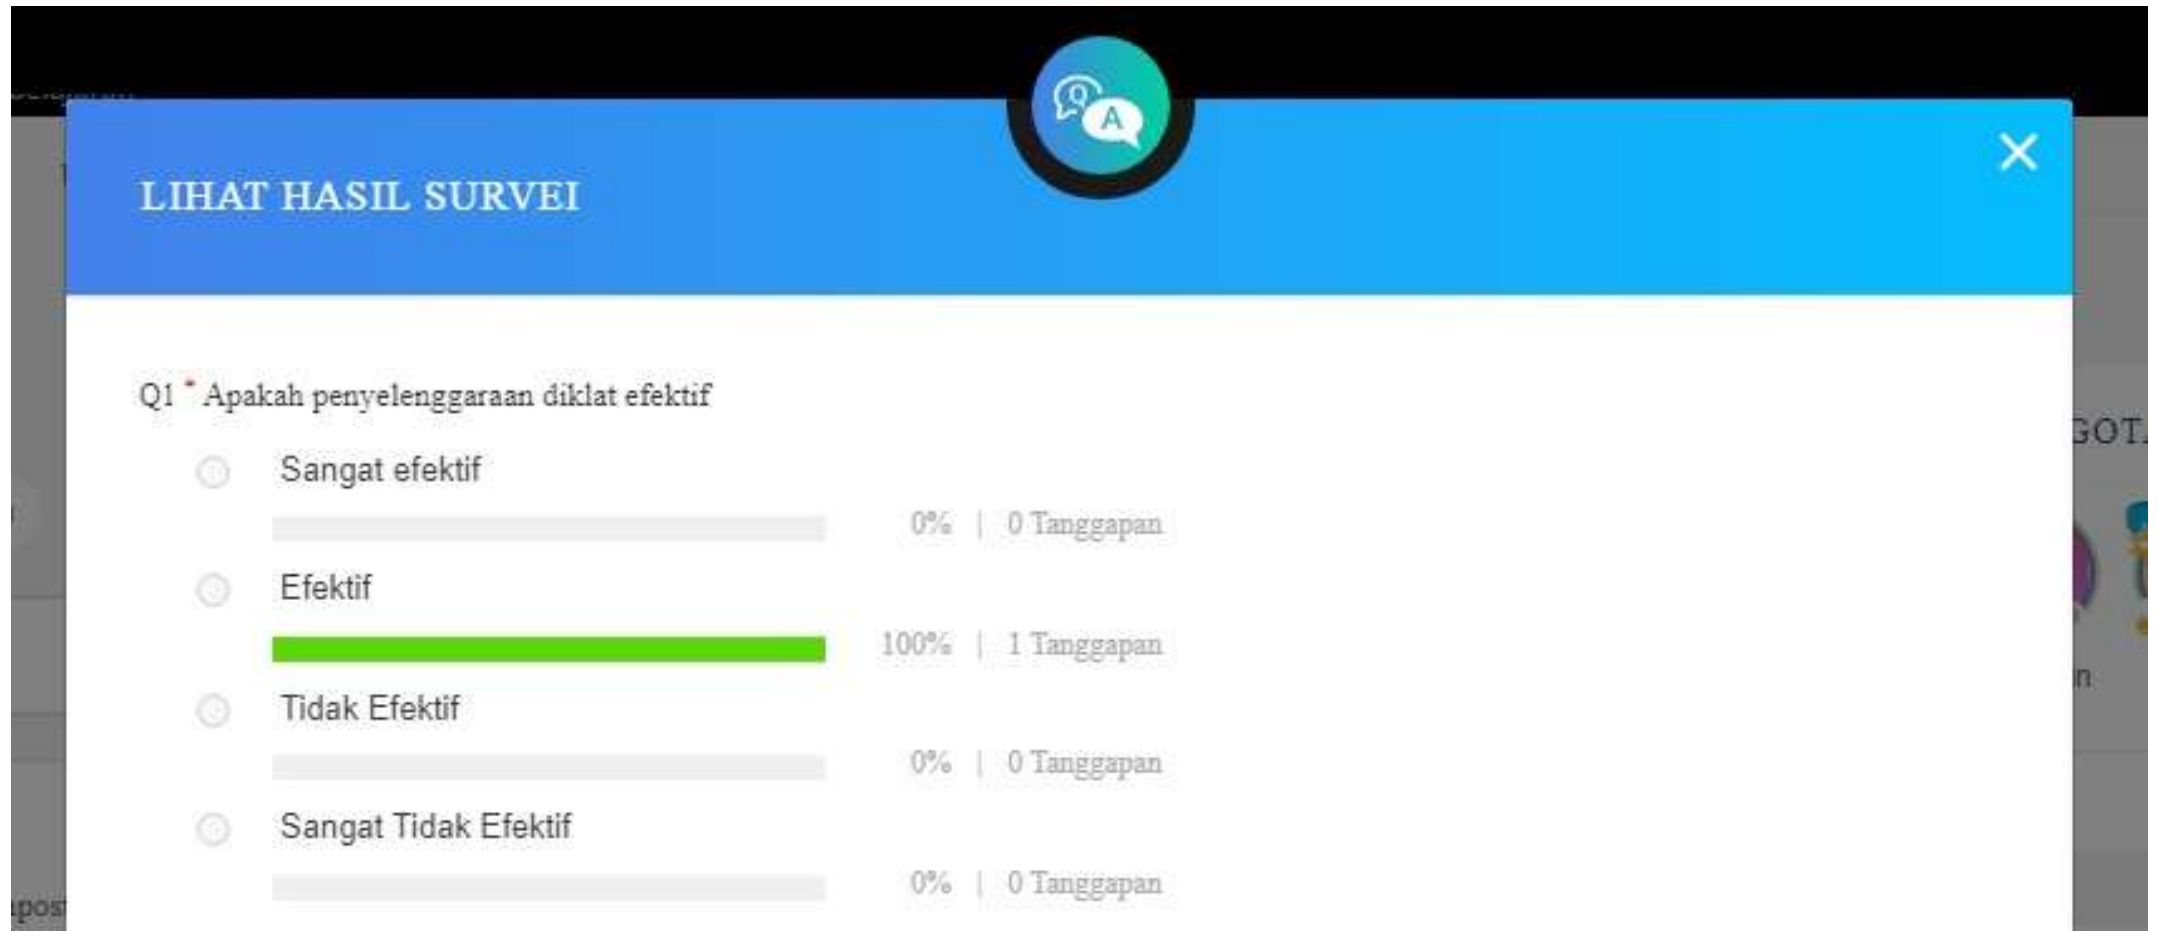 Q
A
LIHAT HASIL SURVEI
Q1 * Apakah penyelenggaraan diklat efektif
Sangat efektif
0% | 0 Tanggapan
Efektif
100% | 1 Tanggapan
Tidak Efektif
0% | 0 Tanggapan
Sangat Tidak Efektif
0% | 0 Tanggapan